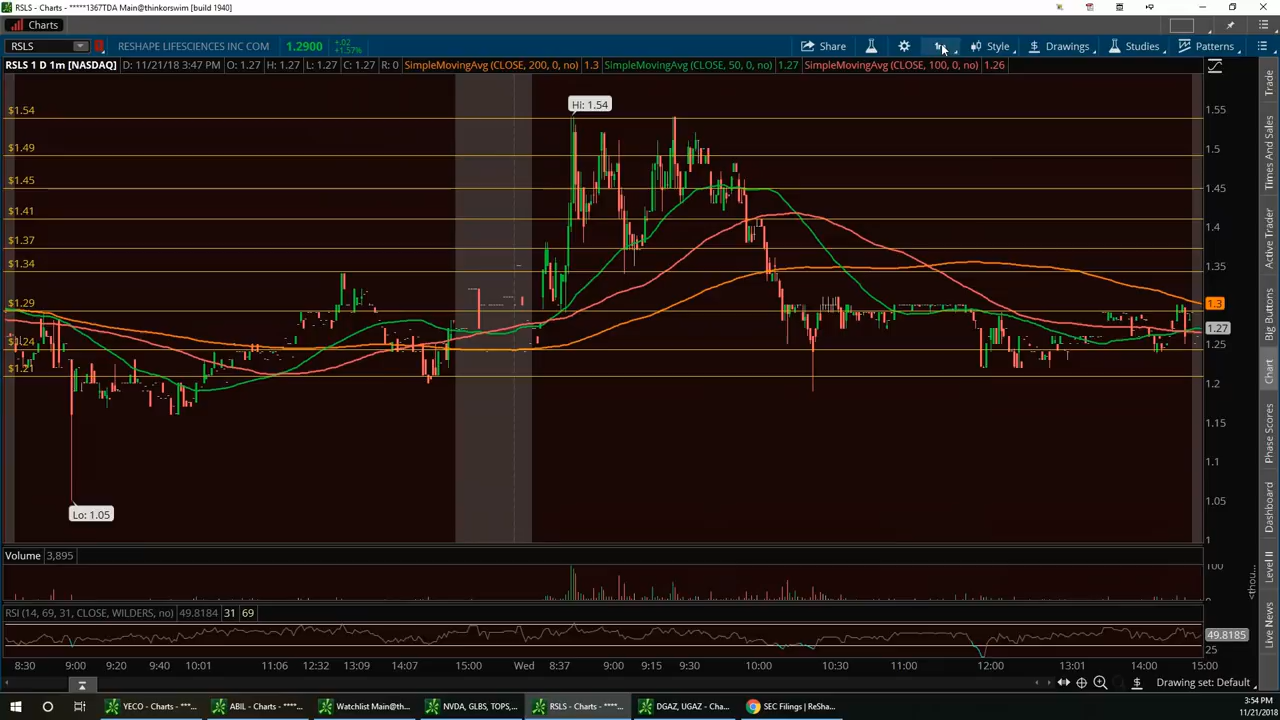 RSLS - Charts - *****1367TDA Main@thinkorswim [build 1940]
Charts
RSLS RESHAPE LIFESCIENCES INC COM 1.2900 +.02 +1.57% Share Style Drawings Studies Patterns
RSLS 1 D 1m [NASDAQ] D: 11/21/18 3:47 PM O: 1.27 H: 1.27 L: 1.27 C: 1.27 R: 0 SimpleMovingAvg (CLOSE, 200, 0, no) 1.3 SimpleMovingAvg (CLOSE, 50, 0, no) 1.27 SimpleMovingAvg (CLOSE, 100, 0, no) 1.26
Hi: 1.54
$1.54 1.55
$1.49 1.5
$1.45 1.45
$1.41 1.4
$1.37
$1.34 1.35
$1.29 1.3
1.27
$1.24 1.25
$1.21 1.2
1.15
1.1
Lo: 1.05 1.05
1
Volume 3,895
100
<thou...
RSI (14, 69, 31, CLOSE, WILDERS, no) 49.8184 31 69
49.8185
25
8:30 9:00 9:20 9:40 10:01 11:06 12:32 13:09 14:07 15:00 Wed 8:37 9:00 9:15 9:30 10:00 10:30 11:00 12:00 13:01 14:00 15:00
Drawing set: Default
Trade
Times And Sales
Active Trader
Big Buttons
Chart
Phase Scores
Dashboard
Level II
Live News
YECO - Charts - ****... ABIL - Charts - ****... Watchlist Main@th... NVDA, GLBS, TOPS,... RSLS - Charts - ****... DGAZ, UGAZ - Char... SEC Filings | ReSha...
3:54 PM
11/21/2018